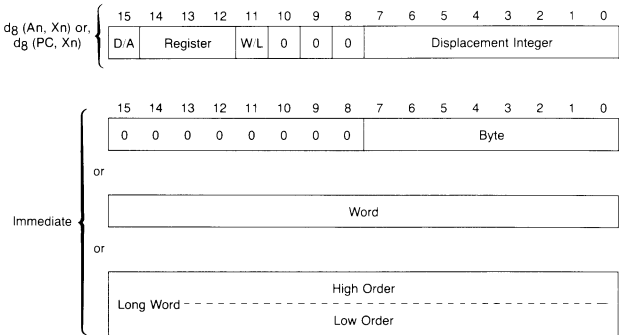 15 14 13 12 11 10 9 8 7 6 5 4 3 2 1 0
d8 (An, Xn) or,
d8 (PC, Xn)
D/A Register W/L 0 0 0 Displacement Integer
15 14 13 12 11 10 9 8 7 6 5 4 3 2 1 0
0 0 0 0 0 0 0 0 Byte
or
Word
Immediate
or
High Order
Long Word
Low Order